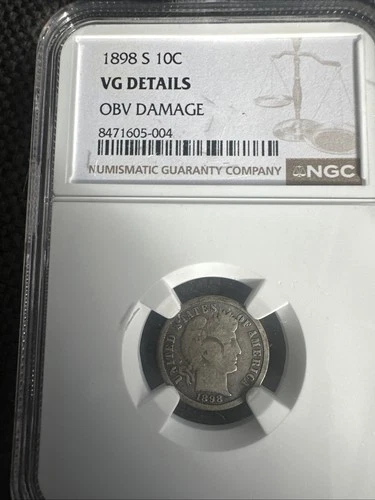 1898 S 10C
VG DETAILS
OBV DAMAGE
8471605-004
NUMISMATIC GUARANTY COMPANY NGC
UNITED STATES OF AMERICA
1898